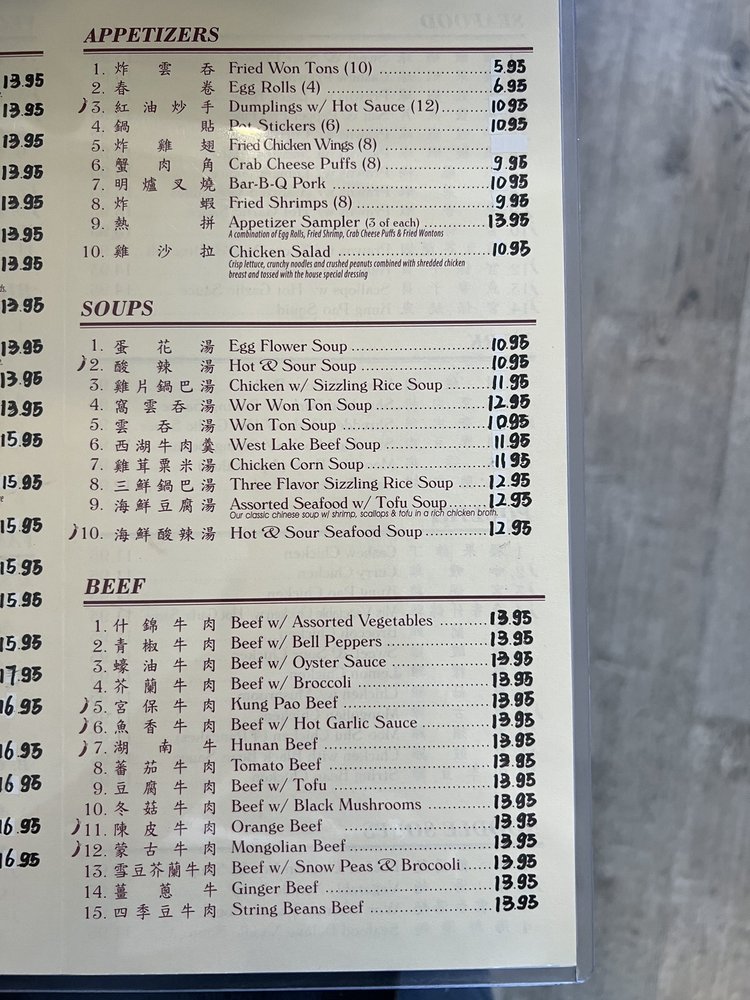 13.95
13.95
13.95
13.95
13.95
13.95
13.95
13.95
13.95
13.95
13.95
15.95
15.95
15.95
15.95
15.95
15.95
17.95
16.95
16.95
16.95
16.95
16.95
APPETIZERS
1. 炸雲吞 Fried Won Tons (10) 5.95
2. 春卷 Egg Rolls (4) 6.95
3. 紅油炒手 Dumplings w/ Hot Sauce (12) 10.95
4. 鍋貼 Pot Stickers (6) 10.95
5. 炸雞翅 Fried Chicken Wings (8)
6. 蟹肉角 Crab Cheese Puffs (8) 9.95
7. 明爐叉燒 Bar-B-Q Pork 10.95
8. 炸蝦 Fried Shrimps (8) 9.95
9. 熱拼 Appetizer Sampler (3 of each) 13.95
A combination of Egg Rolls, Fried Shrimp, Crab Cheese Puffs & Fried Wontons
10. 雞沙拉 Chicken Salad 10.95
Crisp lettuce, crunchy noodles and crushed peanuts combined with shredded chicken
breast and tossed with the house special dressing
SOUPS
1. 蛋花湯 Egg Flower Soup 10.95
2. 酸辣湯 Hot & Sour Soup 10.95
3. 雞片鍋巴湯 Chicken w/ Sizzling Rice Soup 11.95
4. 窩雲吞湯 Wor Won Ton Soup 12.95
5. 雲吞湯 Won Ton Soup 10.95
6. 西湖牛肉羹 West Lake Beef Soup 11.95
7. 雞茸粟米湯 Chicken Corn Soup 11.95
8. 三鮮鍋巴湯 Three Flavor Sizzling Rice Soup 12.95
9. 海鮮豆腐湯 Assorted Seafood w/ Tofu Soup 12.95
Our classic chinese soup w/ shrimp, scallops & tofu in a rich chicken broth.
10. 海鮮酸辣湯 Hot & Sour Seafood Soup 12.95
BEEF
1. 什錦牛肉 Beef w/ Assorted Vegetables 13.95
2. 青椒牛肉 Beef w/ Bell Peppers 13.95
3. 蠔油牛肉 Beef w/ Oyster Sauce 13.95
4. 芥蘭牛肉 Beef w/ Broccoli 13.95
5. 宮保牛肉 Kung Pao Beef 13.95
6. 魚香牛肉 Beef w/ Hot Garlic Sauce 13.95
7. 湖南牛 Hunan Beef 13.95
8. 蕃茄牛肉 Tomato Beef 13.95
9. 豆腐牛肉 Beef w/ Tofu 13.95
10. 冬菇牛肉 Beef w/ Black Mushrooms 13.95
11. 陳皮牛肉 Orange Beef 13.95
12. 蒙古牛肉 Mongolian Beef 13.95
13. 雪豆芥蘭牛肉 Beef w/ Snow Peas & Brocooli 13.95
14. 薑蔥牛 Ginger Beef 13.95
15. 四季豆牛肉 String Beans Beef 13.95